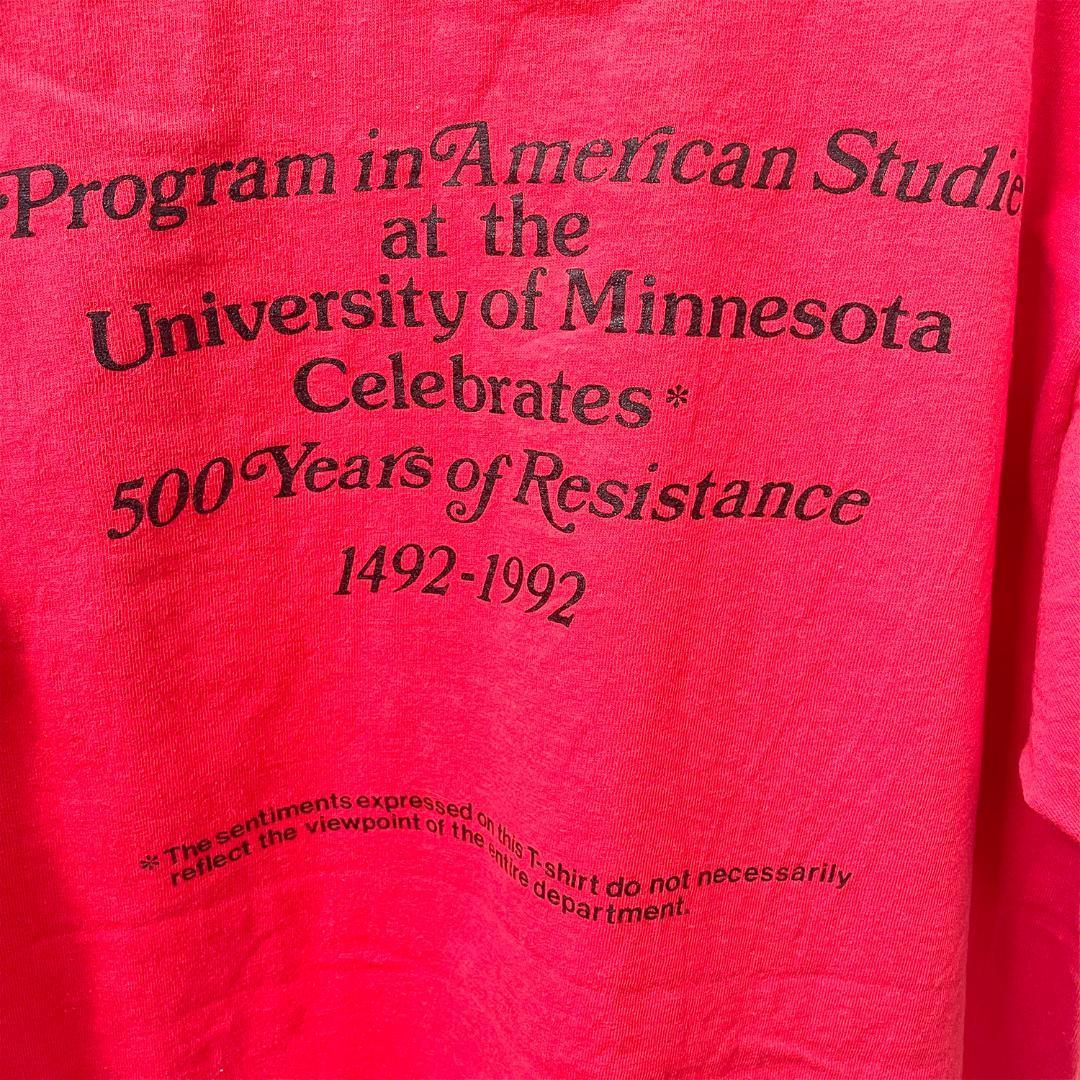 Program in American Studie
at the
University of Minnesota
Celebrates*
500 Years of Resistance
1492-1992
* The sentiments expressed on this T-shirt do not necessarily
reflect the viewpoint of the entire department.